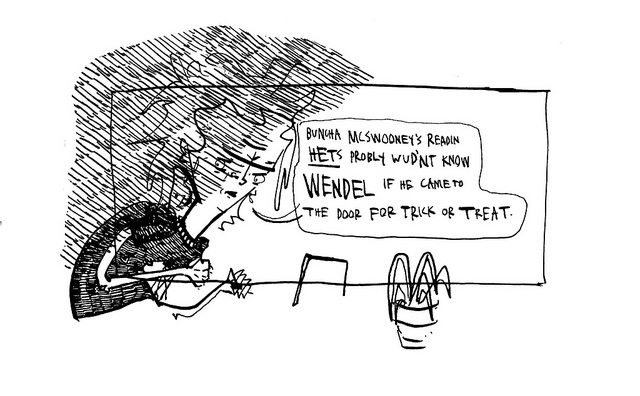 BUNCHA MCSWOONEY'S READIN
HETS PROBLY WUD'NT KNOW
WENDEL IF HE CAME TO
THE DOOR FOR TRICK OR TREAT.